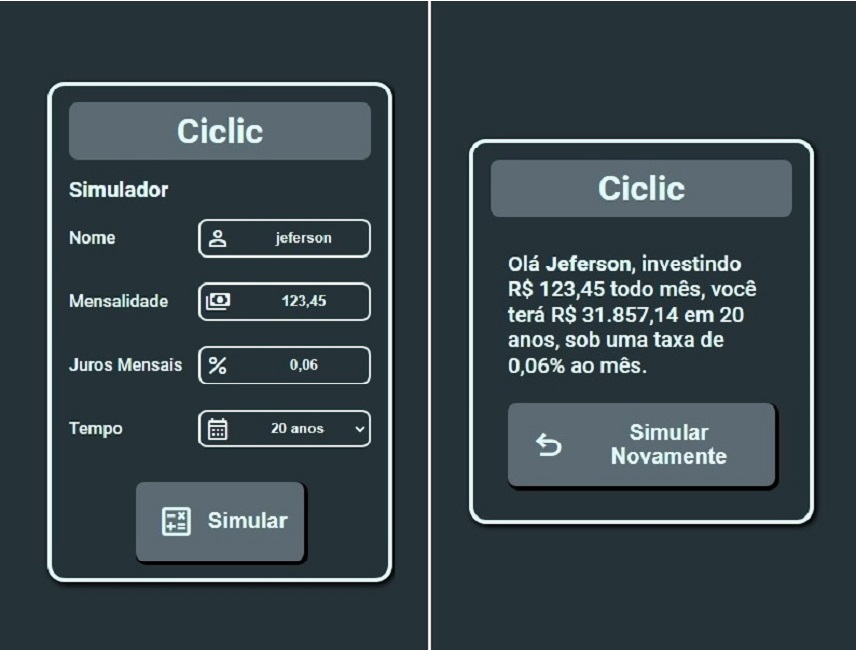 Ciclic
Simulador
Nome
jeferson
Mensalidade
123,45
Juros Mensais
0,06
Tempo
20 anos
Simular
Ciclic
Olá Jeferson, investindo
R$ 123,45 todo mês, você
terá R$ 31.857,14 em 20
anos, sob uma taxa de
0,06% ao mês.
Simular
Novamente